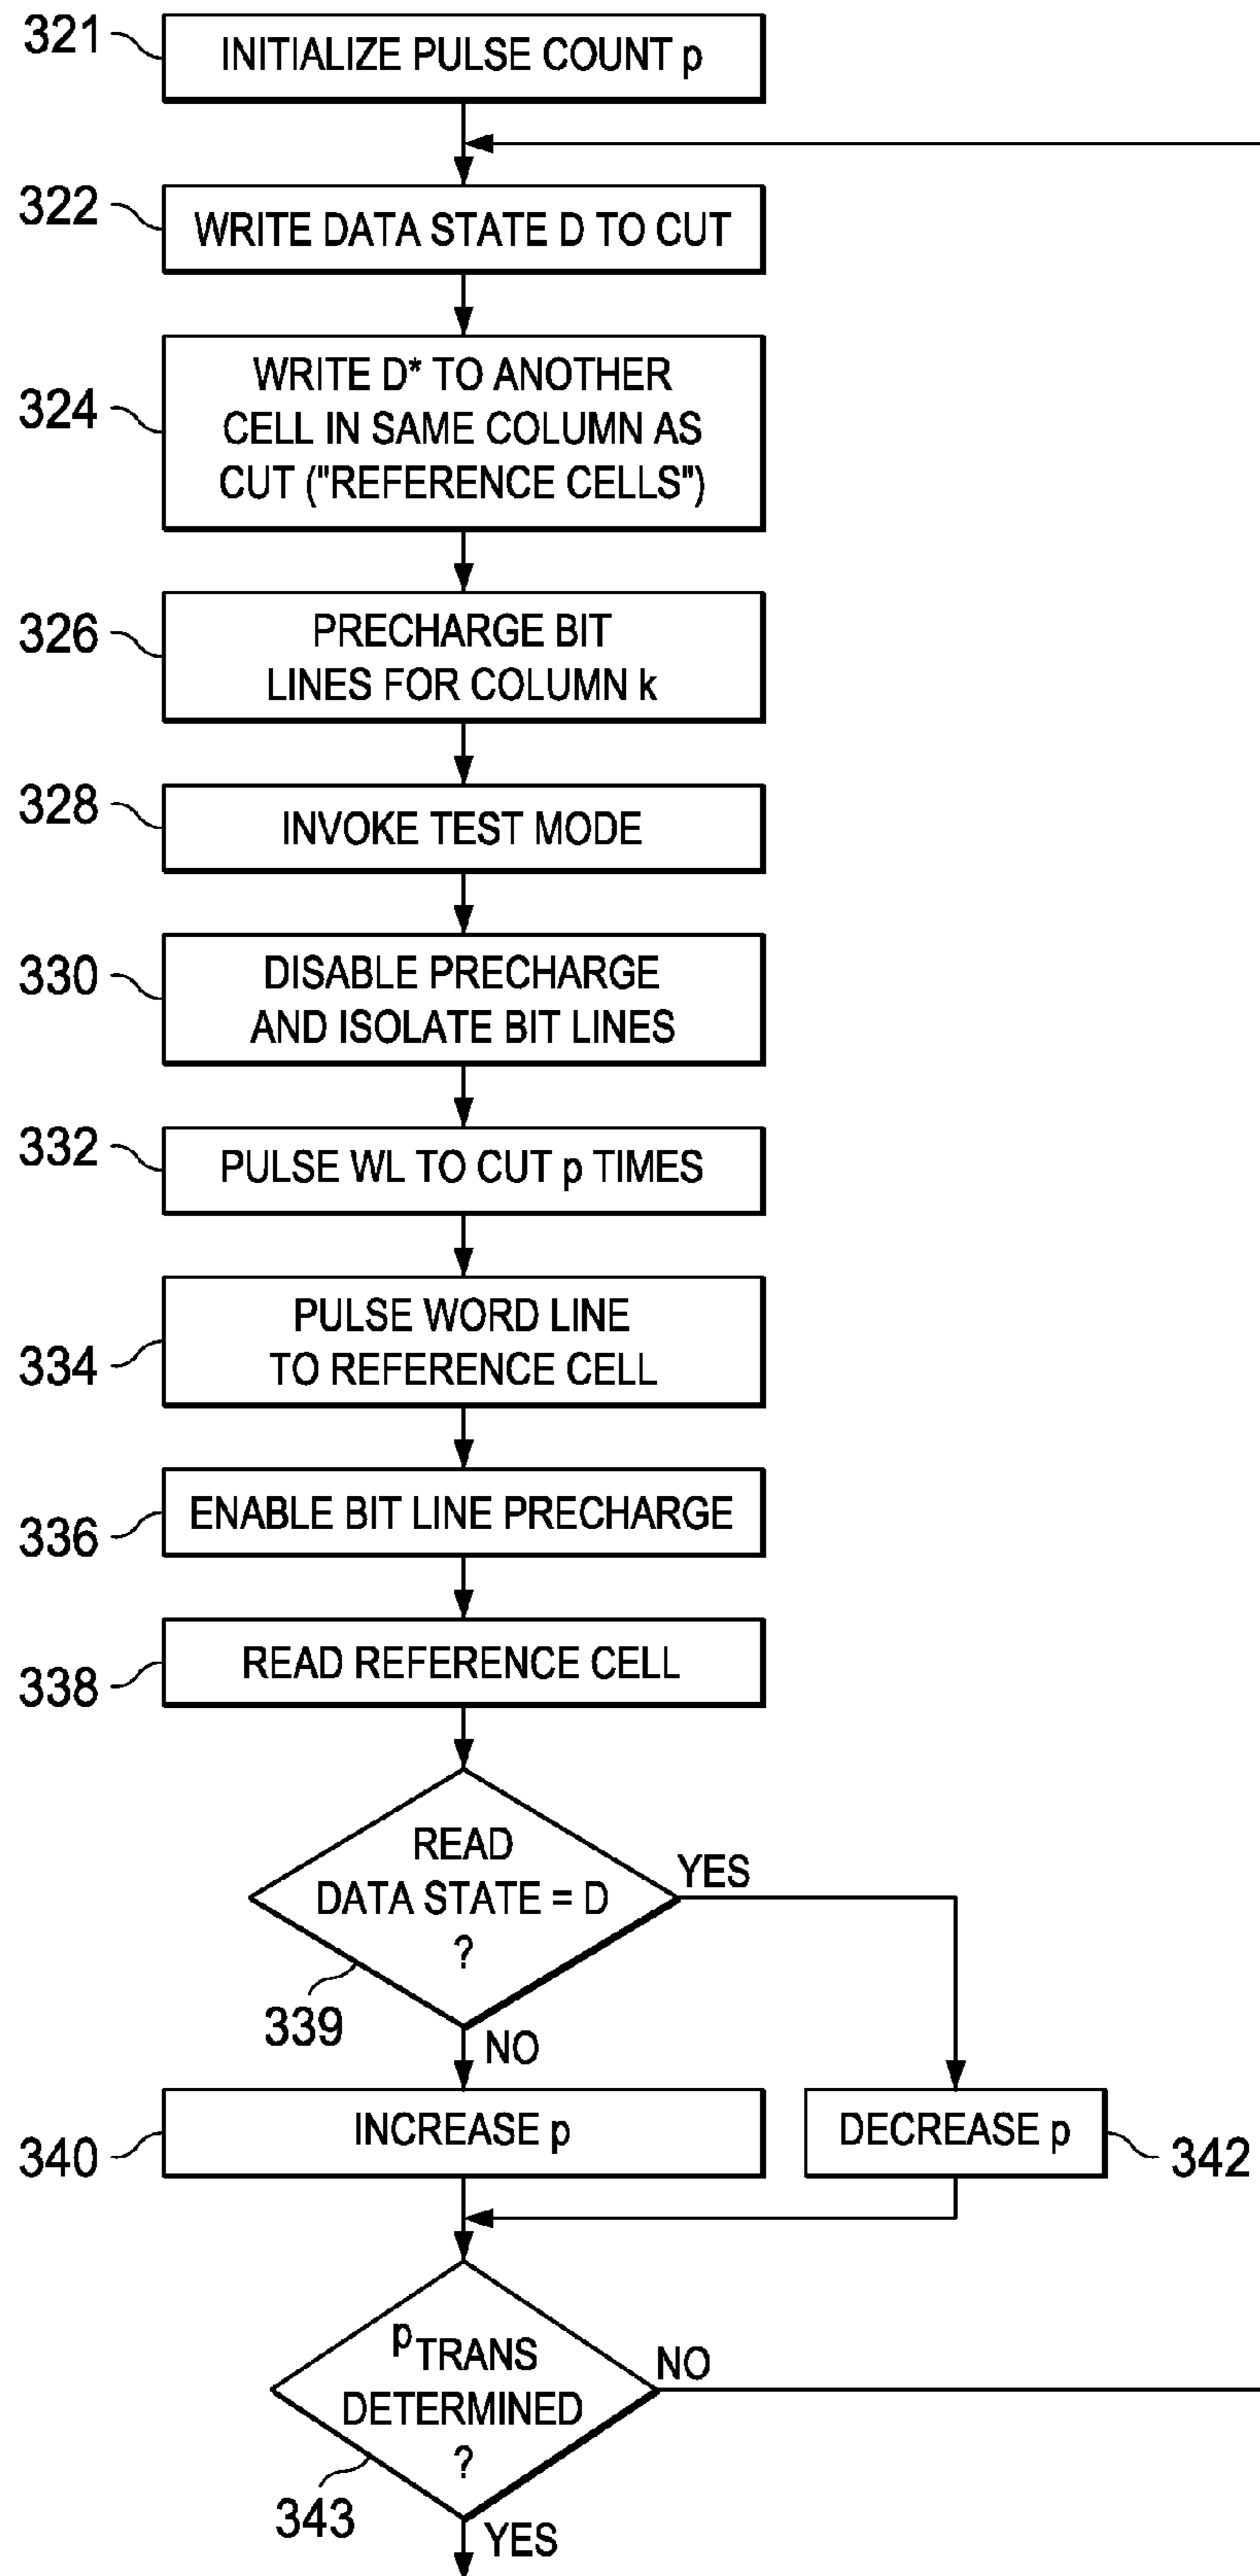 321
INITIALIZE PULSE COUNT p
322
WRITE DATA STATE D TO CUT
324
WRITE D* TO ANOTHER
CELL IN SAME COLUMN AS
CUT ("REFERENCE CELLS")
326
PRECHARGE BIT
LINES FOR COLUMN k
328
INVOKE TEST MODE
330
DISABLE PRECHARGE
AND ISOLATE BIT LINES
332
PULSE WL TO CUT p TIMES
334
PULSE WORD LINE
TO REFERENCE CELL
336
ENABLE BIT LINE PRECHARGE
338
READ REFERENCE CELL
READ
DATA STATE = D
?
YES
339
NO
340
INCREASE p
DECREASE p
342
pTRANS
DETERMINED
?
NO
343
YES